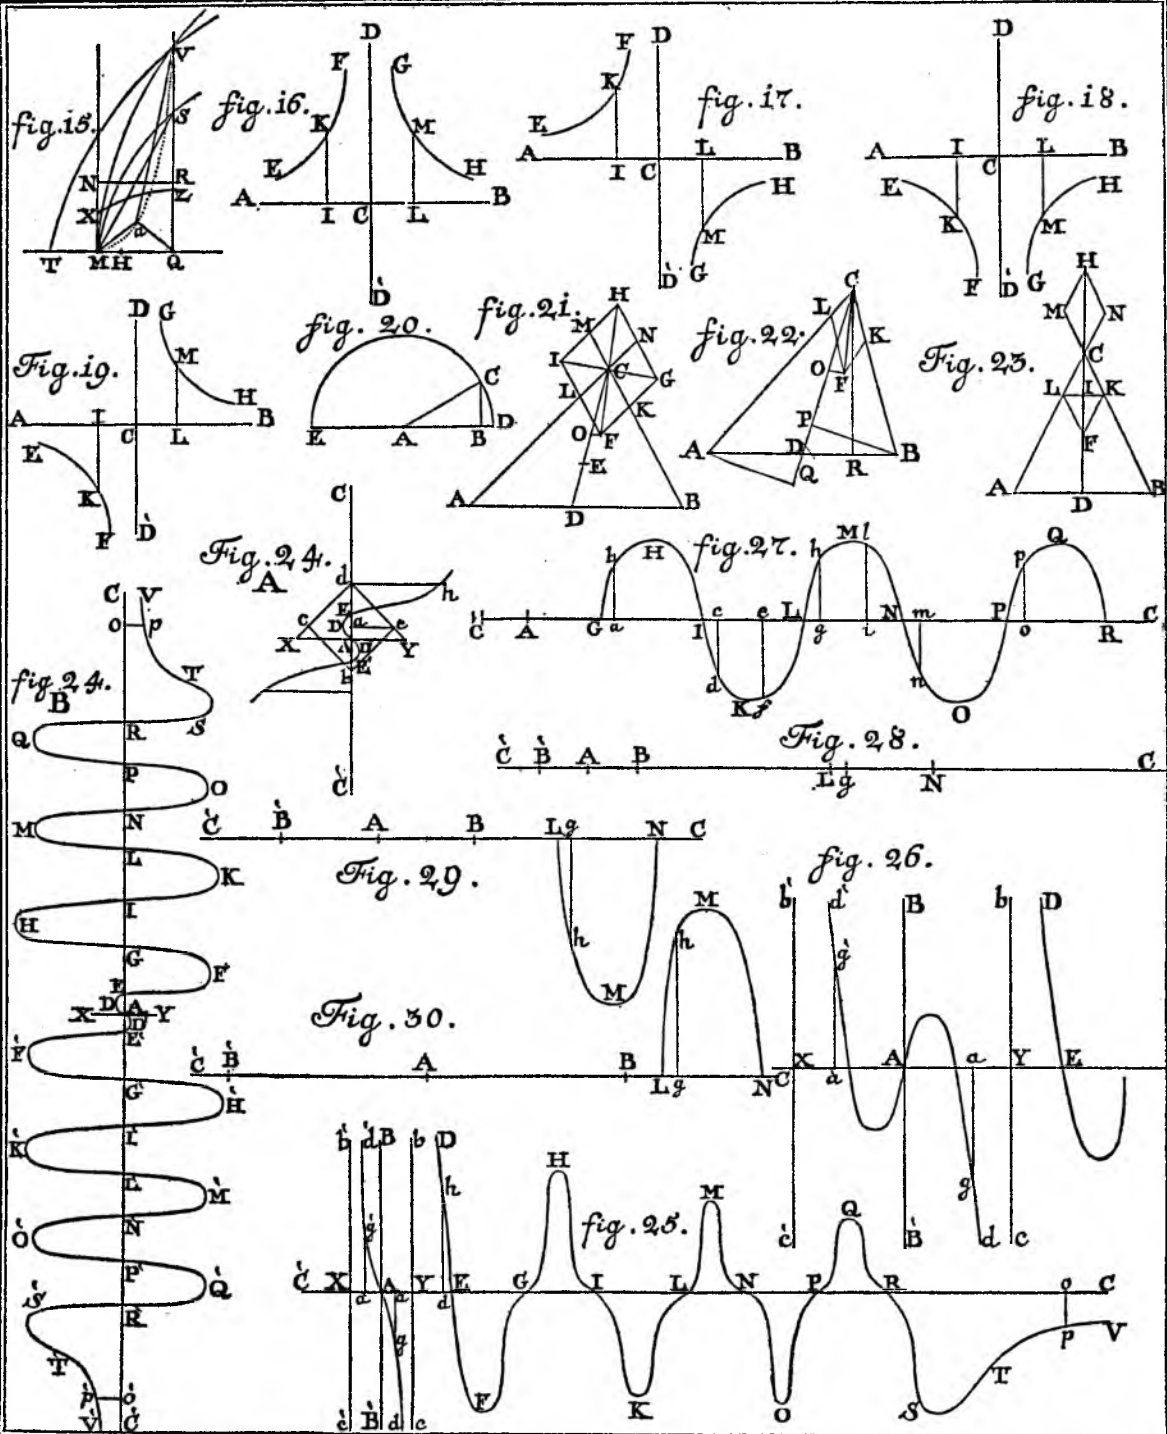 fig. 15.
V
S
N R
X Z
a
T M H Q
fig. 16.
D
F G
K M
E H
A I C L B
D̀
fig. 17.
F D
K
E
A I C L B
H
M
D̀ G
fig. 18.
D
A I C L B
E H
K M
F D̀ G
Fig. 19.
D G
M
H
A I C L B
E
K
F D̀
fig. 20.
C
E A B D
fig. 21.
H
M N
I C G
L K
O F
E
A B
D
fig. 22.
C
L K
O F
P
A D B
Q R
Fig. 23.
H
M N
C
L I K
F
A D B
Fig. 24.
A
C
d h
E
c D a e
X A D̀ Y
È
b
C̀
fig. 27.
b H h M l p Q
C̀ A G a I c e L g i N m P o R C
d K f n O
fig. 24.
B
C V
o p
T
S
R
Q
P
O
N
M
L
K
I
H
G
F
E
D A
X Y
D̀
È
F̀
G̀
H̀
Ì
K̀
L̀
M̀
Ǹ
Ò
P̀
Q̀
S̀
R̀
T̀
p̀ ò
V̀ C̀
Fig. 28.
C̀ B̀ A B L g N C
Fig. 29.
C̀ B̀ A B L g N C
h
M
Fig. 30.
M
h
C̀ B̀ A B L g N C
fig. 26.
b̀ d̀ B b D
g̀
X à A a Y E
g
c̀ B̀ d c
fig. 25.
b̀ d̀ B b D
h H M Q
g̀
C̀ X à A a Y d E G I L N P R o C
g p V
T
F K O S
c̀ B̀ d c